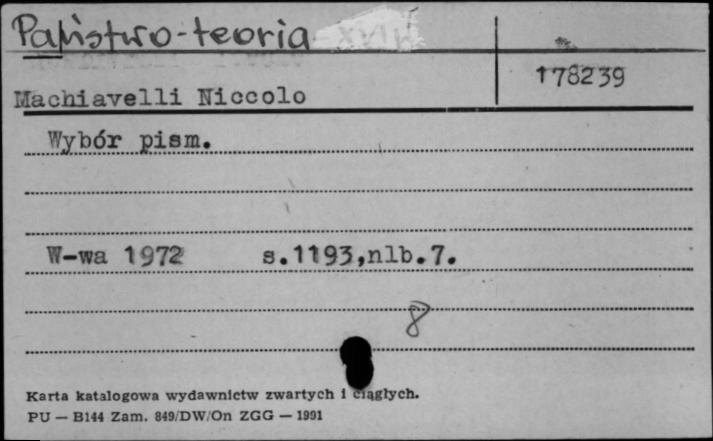 Państwo-teoria
178239
Machiavelli Niccolo
Wybór pism.
W-wa 1972 s.1193,nlb.7.
8
Karta katalogowa wydawnictw zwartych i ciągłych.
PU — B144 Zam. 849/DW/On ZGG — 1991